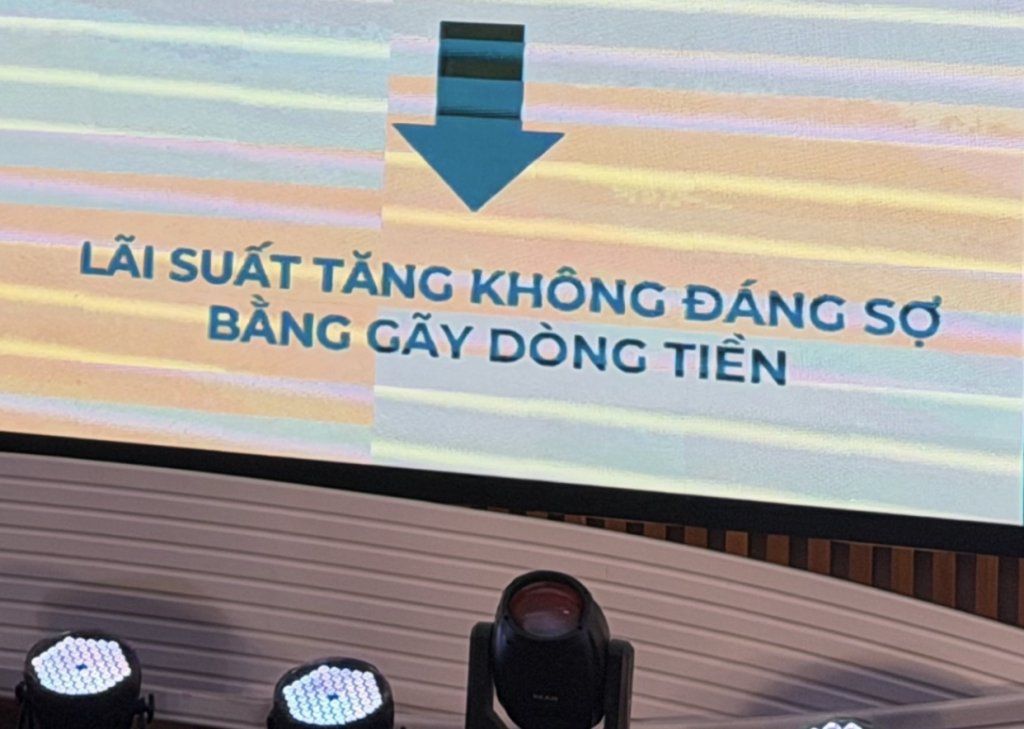 LÃI SUẤT TĂNG KHÔNG ĐÁNG SỢ
BẰNG GÃY DÒNG TIỀN